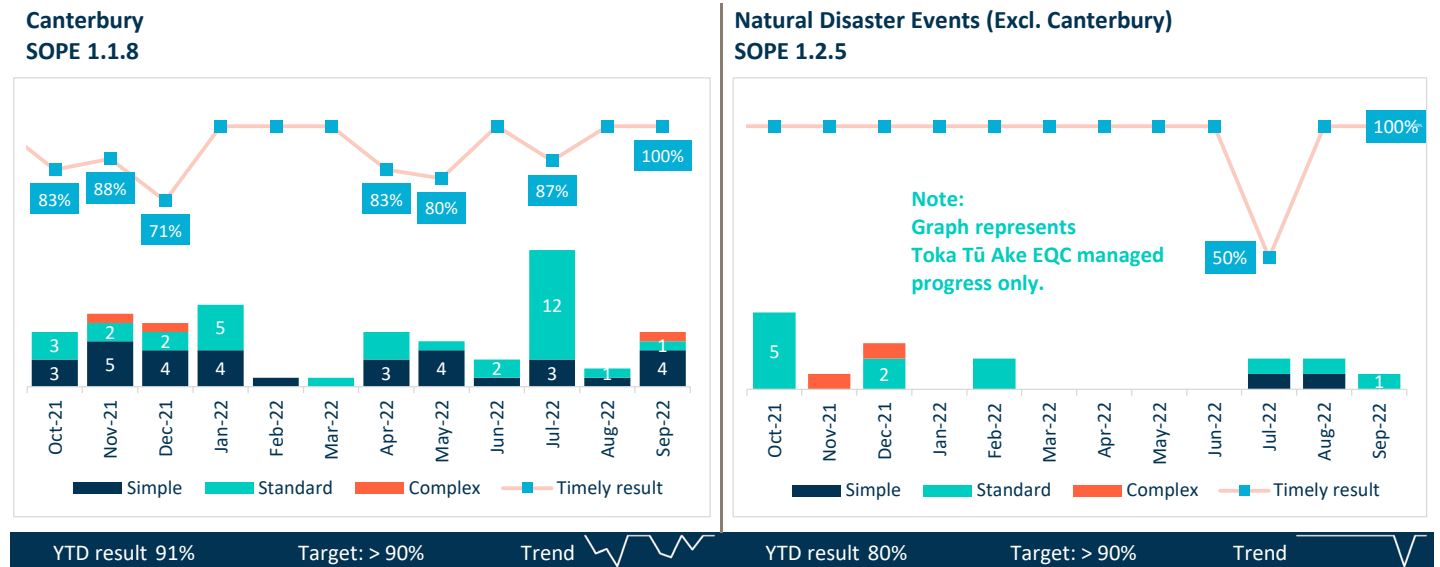 Canterbury
SOPE 1.1.8
83%
88%
71%
83%
80%
87%
100%
3
3
5
2
4
2
4
5
3
4
2
3
12
1
4
1
Oct-21
Nov-21
Dec-21
Jan-22
Feb-22
Mar-22
Apr-22
May-22
Jun-22
Jul-22
Aug-22
Sep-22
Simple Standard Complex Timely result
YTD result 91% Target: > 90% Trend
Natural Disaster Events (Excl. Canterbury)
SOPE 1.2.5
100%
50%
Note:
Graph represents
Toka Tū Ake EQC managed
progress only.
5
2
1
Oct-21
Nov-21
Dec-21
Jan-22
Feb-22
Mar-22
Apr-22
May-22
Jun-22
Jul-22
Aug-22
Sep-22
Simple Standard Complex Timely result
YTD result 80% Target: > 90% Trend